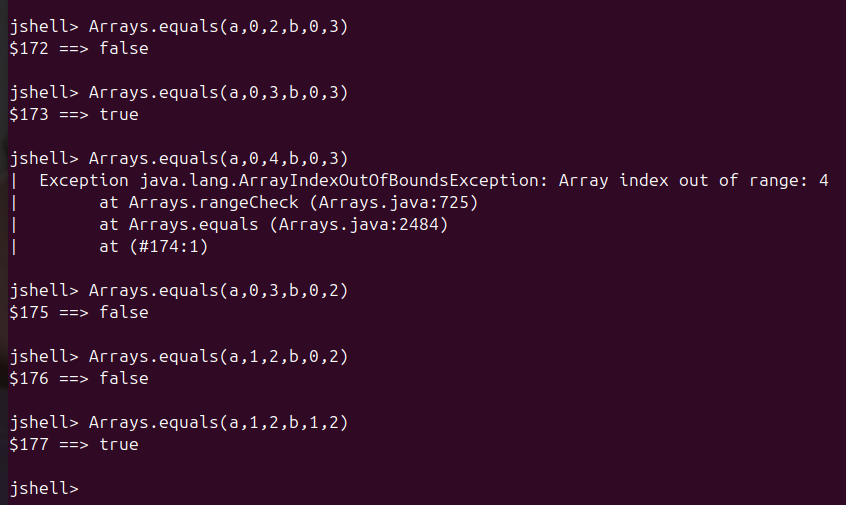 jshell> Arrays.equals(a,0,2,b,0,3)
$172 ==> false
jshell> Arrays.equals(a,0,3,b,0,3)
$173 ==> true
jshell> Arrays.equals(a,0,4,b,0,3)
|  Exception java.lang.ArrayIndexOutOfBoundsException: Array index out of range: 4
|        at Arrays.rangeCheck (Arrays.java:725)
|        at Arrays.equals (Arrays.java:2484)
|        at (#174:1)
jshell> Arrays.equals(a,0,3,b,0,2)
$175 ==> false
jshell> Arrays.equals(a,1,2,b,0,2)
$176 ==> false
jshell> Arrays.equals(a,1,2,b,1,2)
$177 ==> true
jshell>